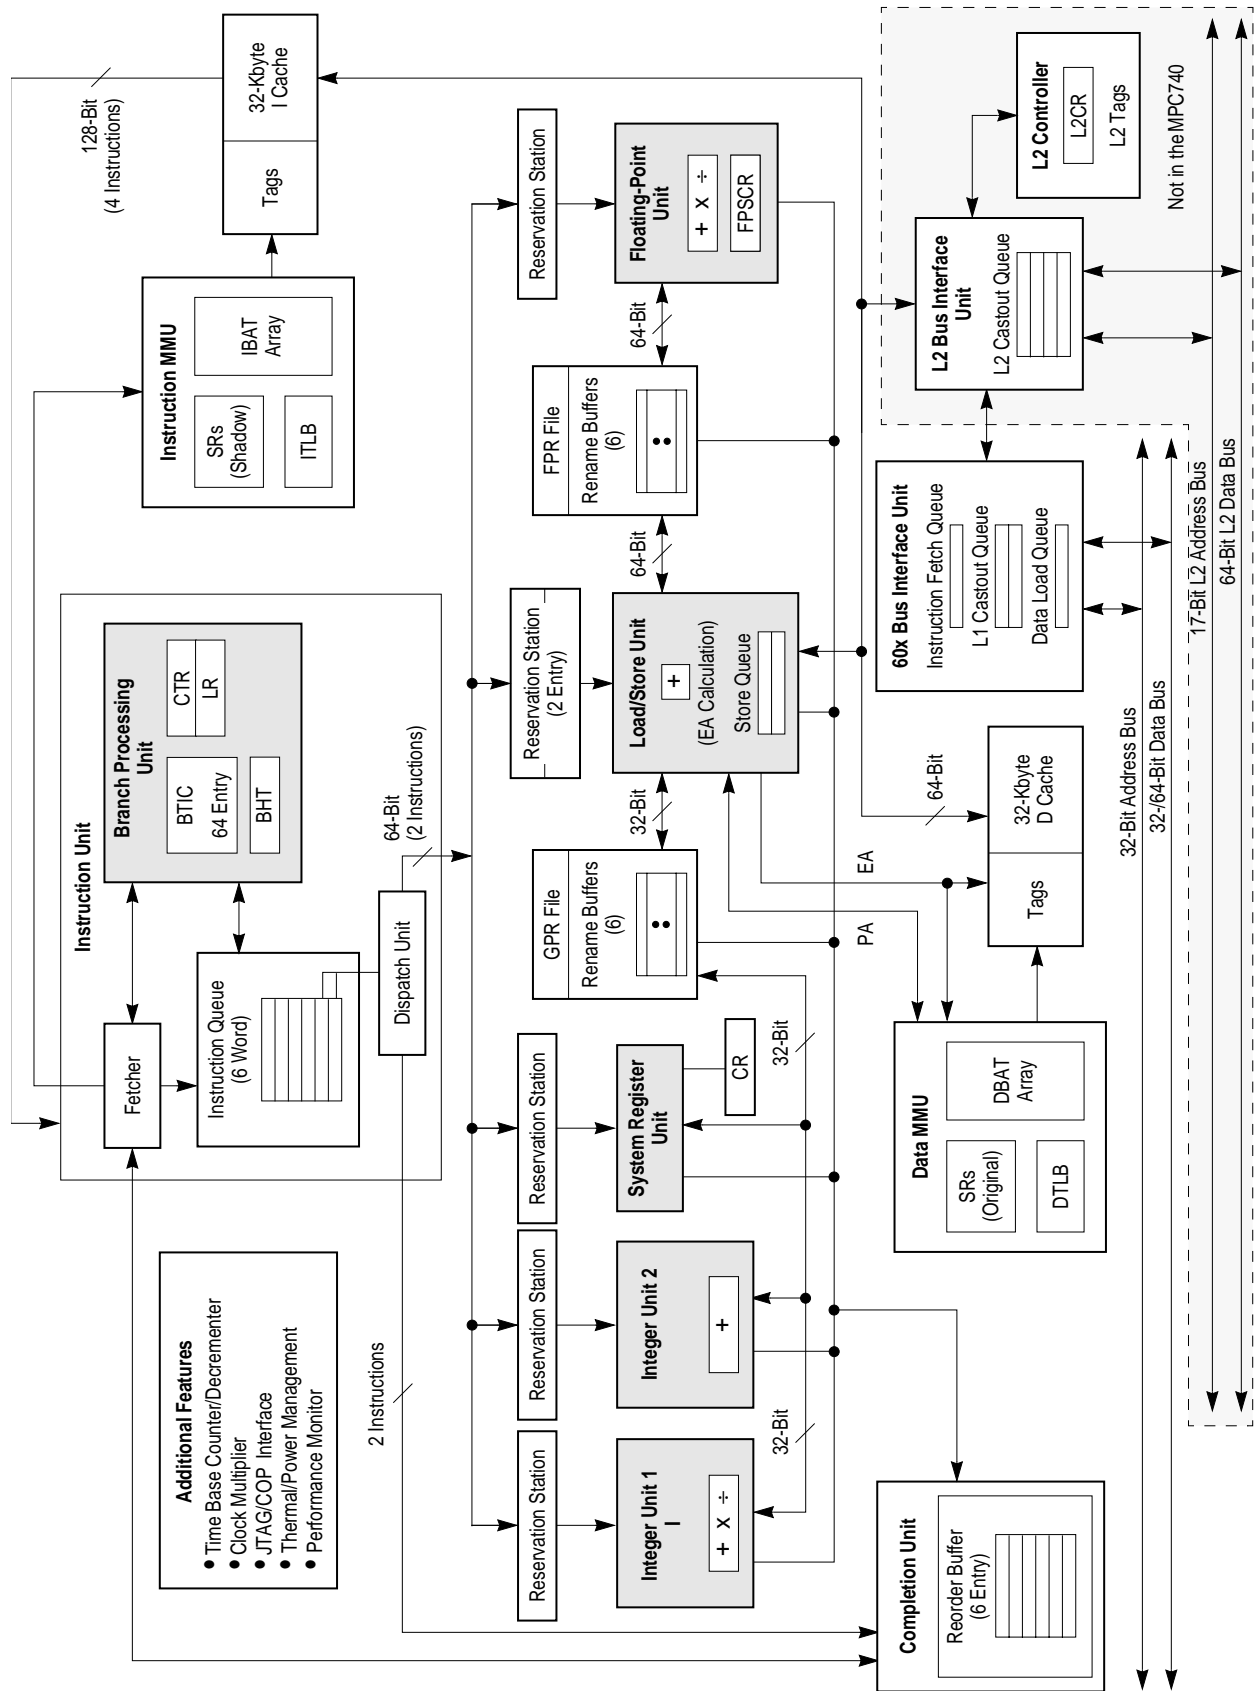 Additional Features
● Time Base Counter/Decrementer
● Clock Multiplier
● JTAG/COP Interface
● Thermal/Power Management
● Performance Monitor
Instruction Unit
Fetcher
Branch Processing
Unit
BTIC
64 Entry
CTR
LR
BHT
Instruction Queue
(6 Word)
Dispatch Unit
2 Instructions
64-Bit
(2 Instructions)
128-Bit
(4 Instructions)
Instruction MMU
SRs
(Shadow)
IBAT
Array
ITLB
Tags
32-Kbyte
I Cache
Reservation Station
Reservation Station
Reservation Station
Reservation Station
(2 Entry)
Reservation Station
Integer Unit 1
I
+ x ÷
Integer Unit 2
+
System Register
Unit
CR
32-Bit
32-Bit
GPR File
Rename Buffers
(6)
32-Bit
Load/Store Unit
+
(EA Calculation)
Store Queue
64-Bit
FPR File
Rename Buffers
(6)
64-Bit
Floating-Point
Unit
+ x ÷
FPSCR
PA
EA
64-Bit
Completion Unit
Reorder Buffer
(6 Entry)
Data MMU
SRs
(Original)
DBAT
Array
DTLB
Tags
32-Kbyte
D Cache
60x Bus Interface Unit
Instruction Fetch Queue
L1 Castout Queue
Data Load Queue
L2 Bus Interface
Unit
L2 Castout Queue
L2 Controller
L2CR
L2 Tags
Not in the MPC740
32-Bit Address Bus
32-/64-Bit Data Bus
17-Bit L2 Address Bus
64-Bit L2 Data Bus